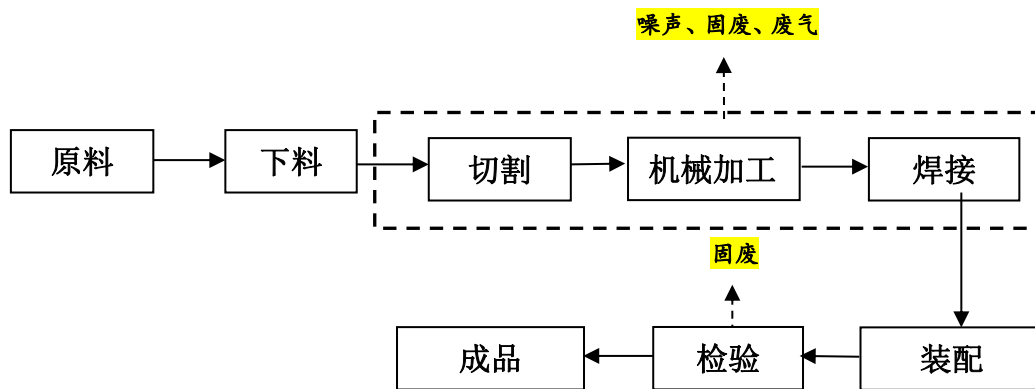 噪声、固废、废气
原料
下料
切割
机械加工
焊接
固废
成品
检验
装配